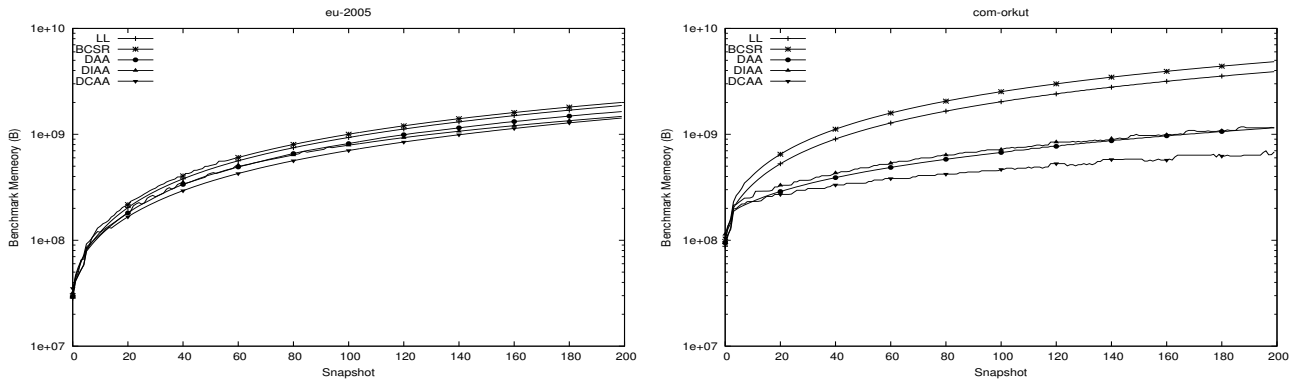 eu-2005
1e+10
1e+09
1e+08
1e+07
Benchmark Memeory (B)
LL
BCSR
DAA
DIAA
DCAA
0 20 40 60 80 100 120 140 160 180 200
Snapshot
com-orkut
1e+10
1e+09
1e+08
1e+07
Benchmark Memeory (B)
LL
BCSR
DAA
DIAA
DCAA
0 20 40 60 80 100 120 140 160 180 200
Snapshot